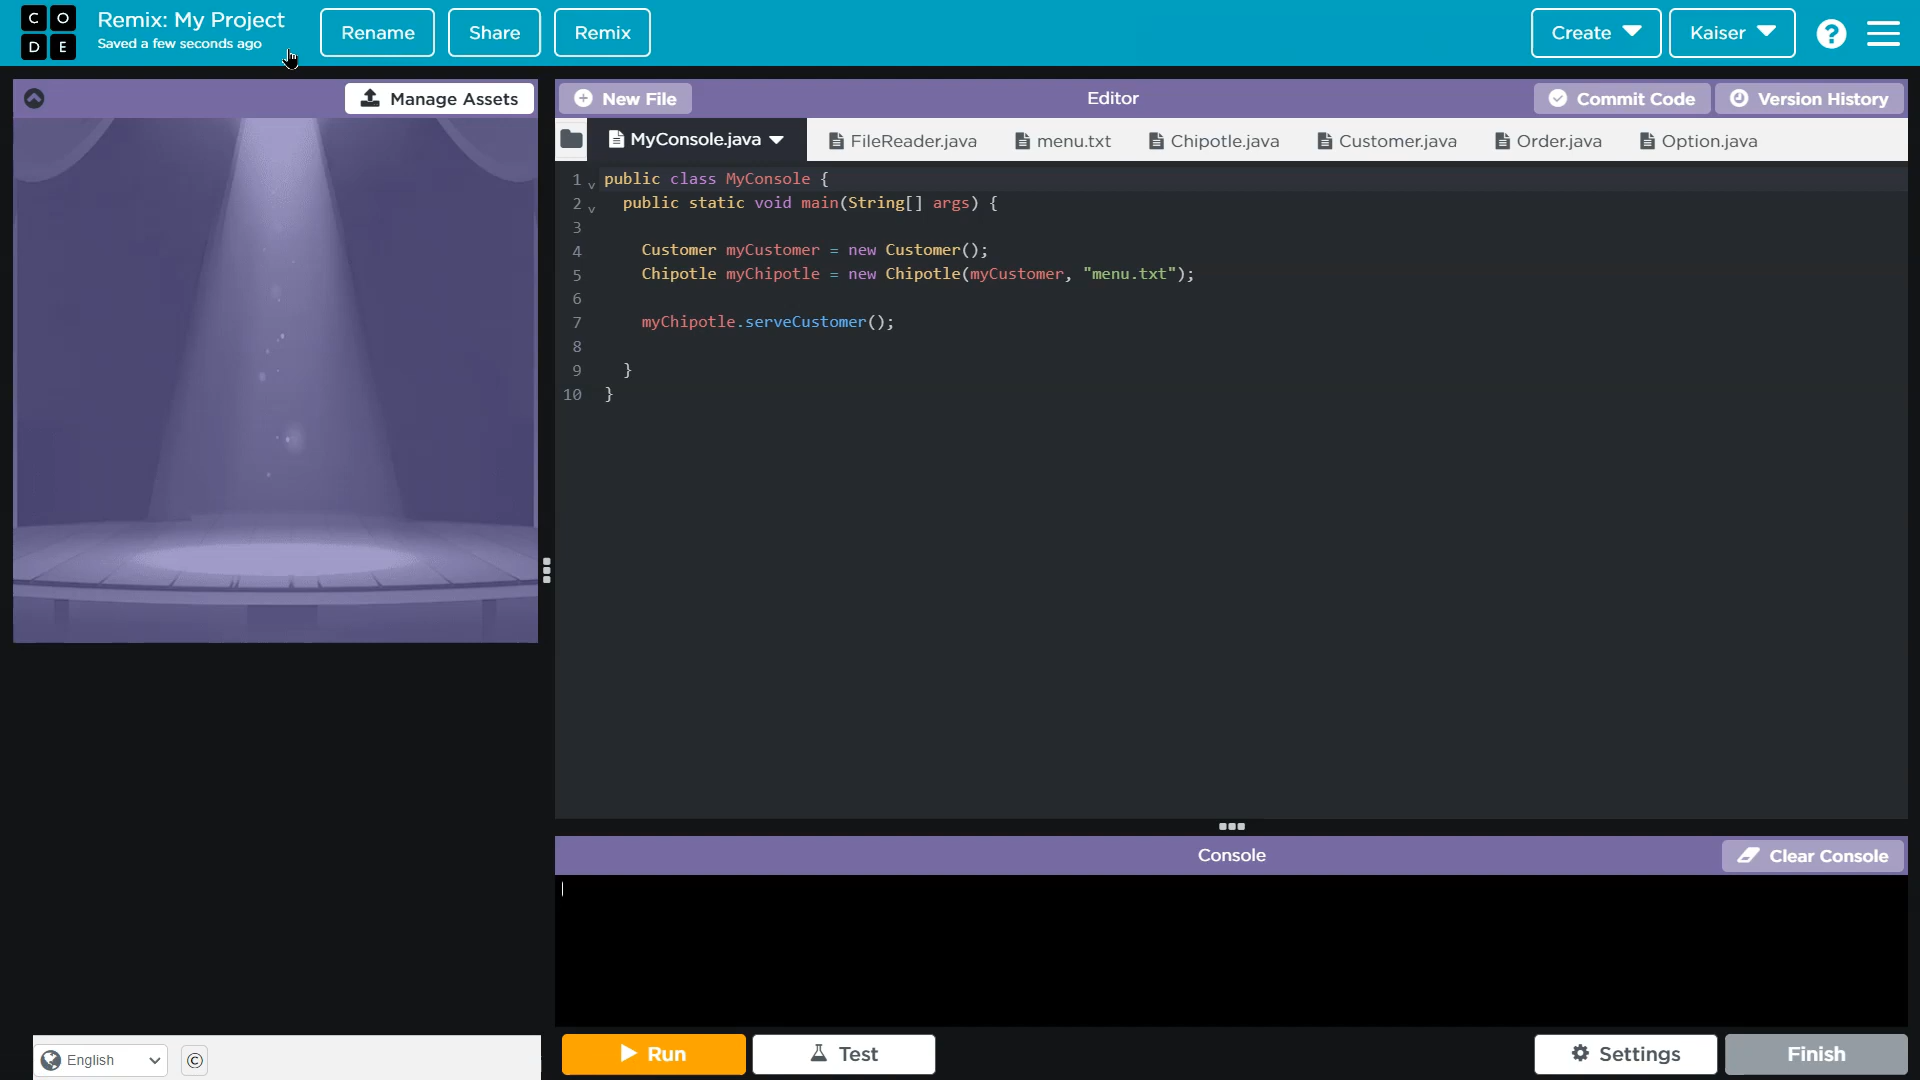 C O
D E
Remix: My Project
Saved a few seconds ago
Rename
Share
Remix
Create
Kaiser
?
Manage Assets
New File
Editor
Commit Code
Version History
MyConsole.java
FileReader.java
menu.txt
Chipotle.java
Customer.java
Order.java
Option.java
1 public class MyConsole {
2 public static void main(String[] args) {
3
4 Customer myCustomer = new Customer();
5 Chipotle myChipotle = new Chipotle(myCustomer, "menu.txt");
6
7 myChipotle.serveCustomer();
8
9 }
10 }
Console
Clear Console
English
©
Run
Test
Settings
Finish